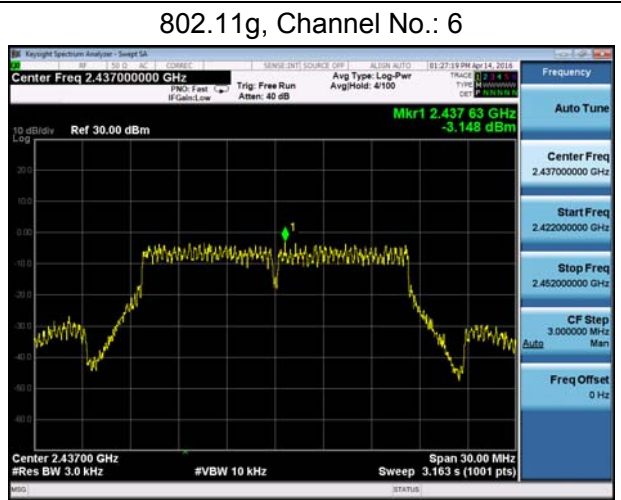 802.11g, Channel No.: 6
Keysight Spectrum Analyzer - Swept SA
RF 50 Ω AC CORREC SENSE:INT SOURCE OFF ALIGN AUTO 01:27:19 PM Apr 14, 2016
Center Freq 2.437000000 GHz
PNO: Fast
IFGain:Low
Trig: Free Run
Atten: 40 dB
Avg Type: Log-Pwr
Avg|Hold: 4/100
TRACE 1 2 3 4 5 6
TYPE M
DET P N N N N N
Mkr1 2.437 63 GHz
-3.148 dBm
10 dB/div Ref 30.00 dBm
Log
20.0
10.0
0.00
-10.0
-20.0
-30.0
-40.0
-50.0
-60.0
1
Center 2.43700 GHz
Span 30.00 MHz
#Res BW 3.0 kHz
#VBW 10 kHz
Sweep 3.163 s (1001 pts)
MSG
STATUS
Frequency
Auto Tune
Center Freq
2.437000000 GHz
Start Freq
2.422000000 GHz
Stop Freq
2.452000000 GHz
CF Step
3.000000 MHz
Auto Man
Freq Offset
0 Hz